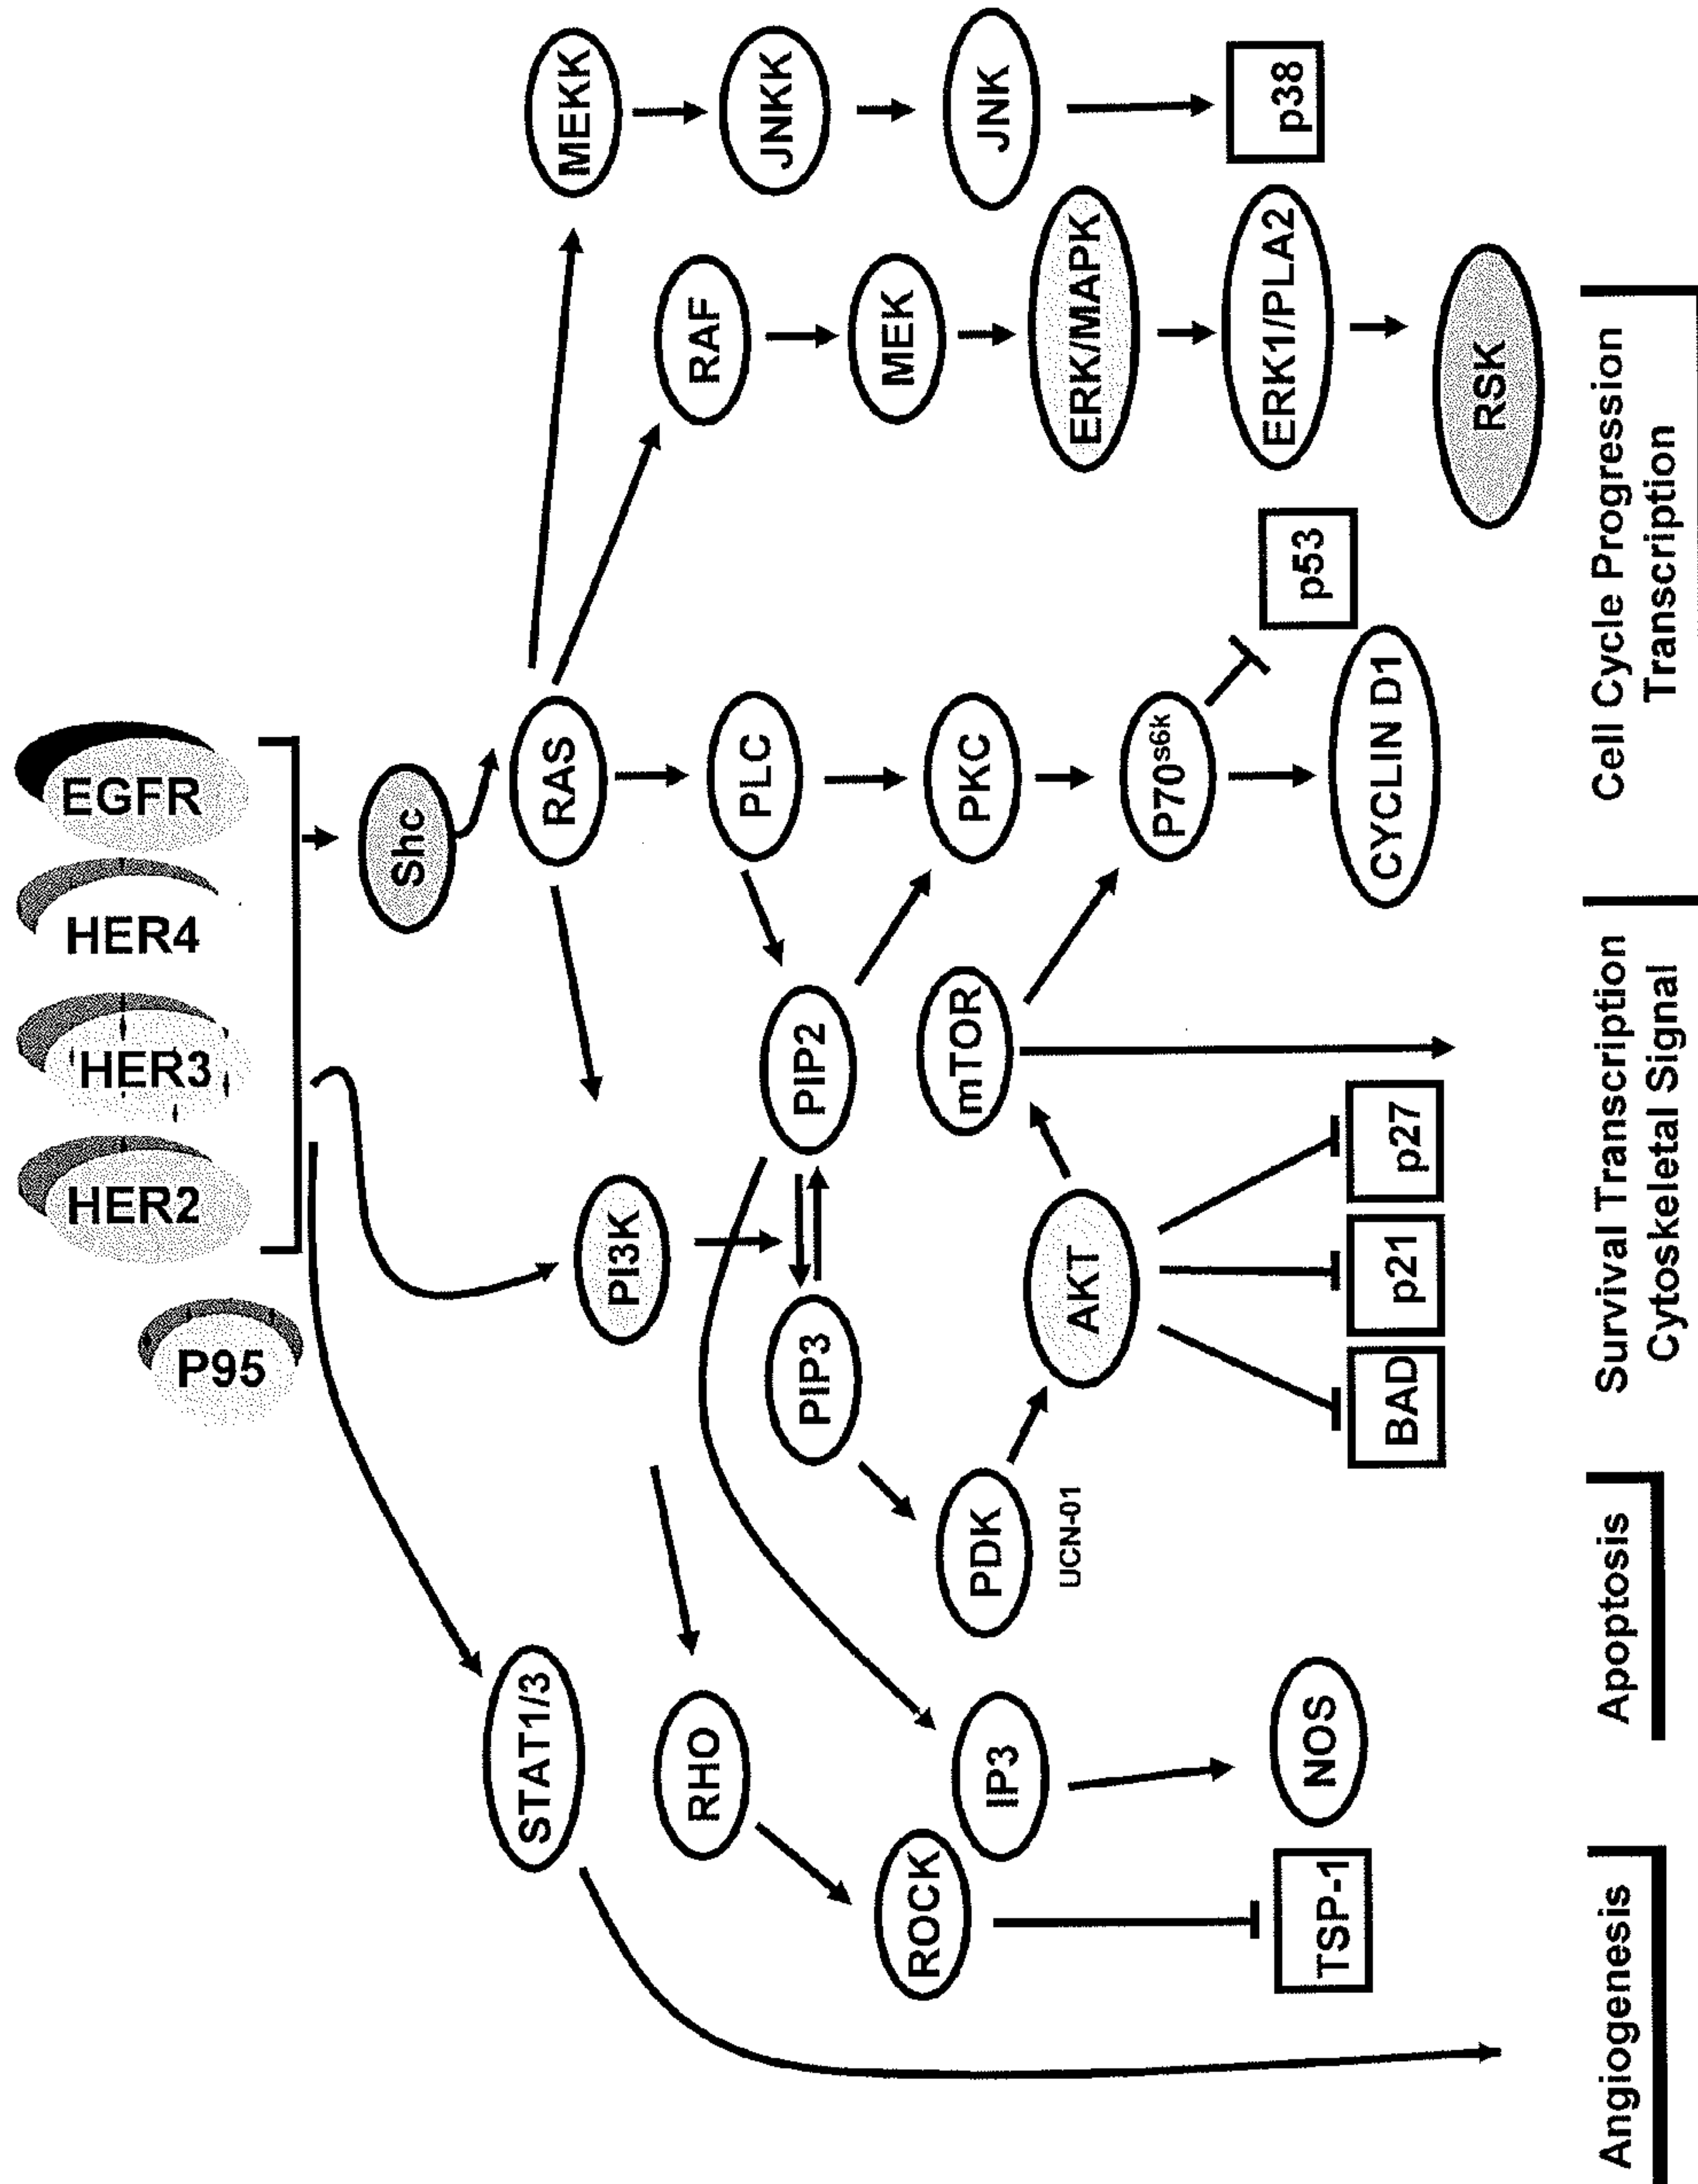 EGFR
HER4
HER3
HER2
P95
Shc
MEKK
RAS
STAT1/3
PI3K
RAF
RHO
JNKK
PLC
PIP2
PIP3
MEK
ROCK
JNK
PKC
mTOR
PDK
IP3
UCN-01
ERK/MAPK
AKT
P70s6k
p38
ERK1/PLA2
p53
NOS
TSP-1
CYCLIN D1
p27
p21
BAD
RSK
Angiogenesis
Apoptosis
Survival Transcription
Cytoskeletal Signal
Cell Cycle Progression
Transcription